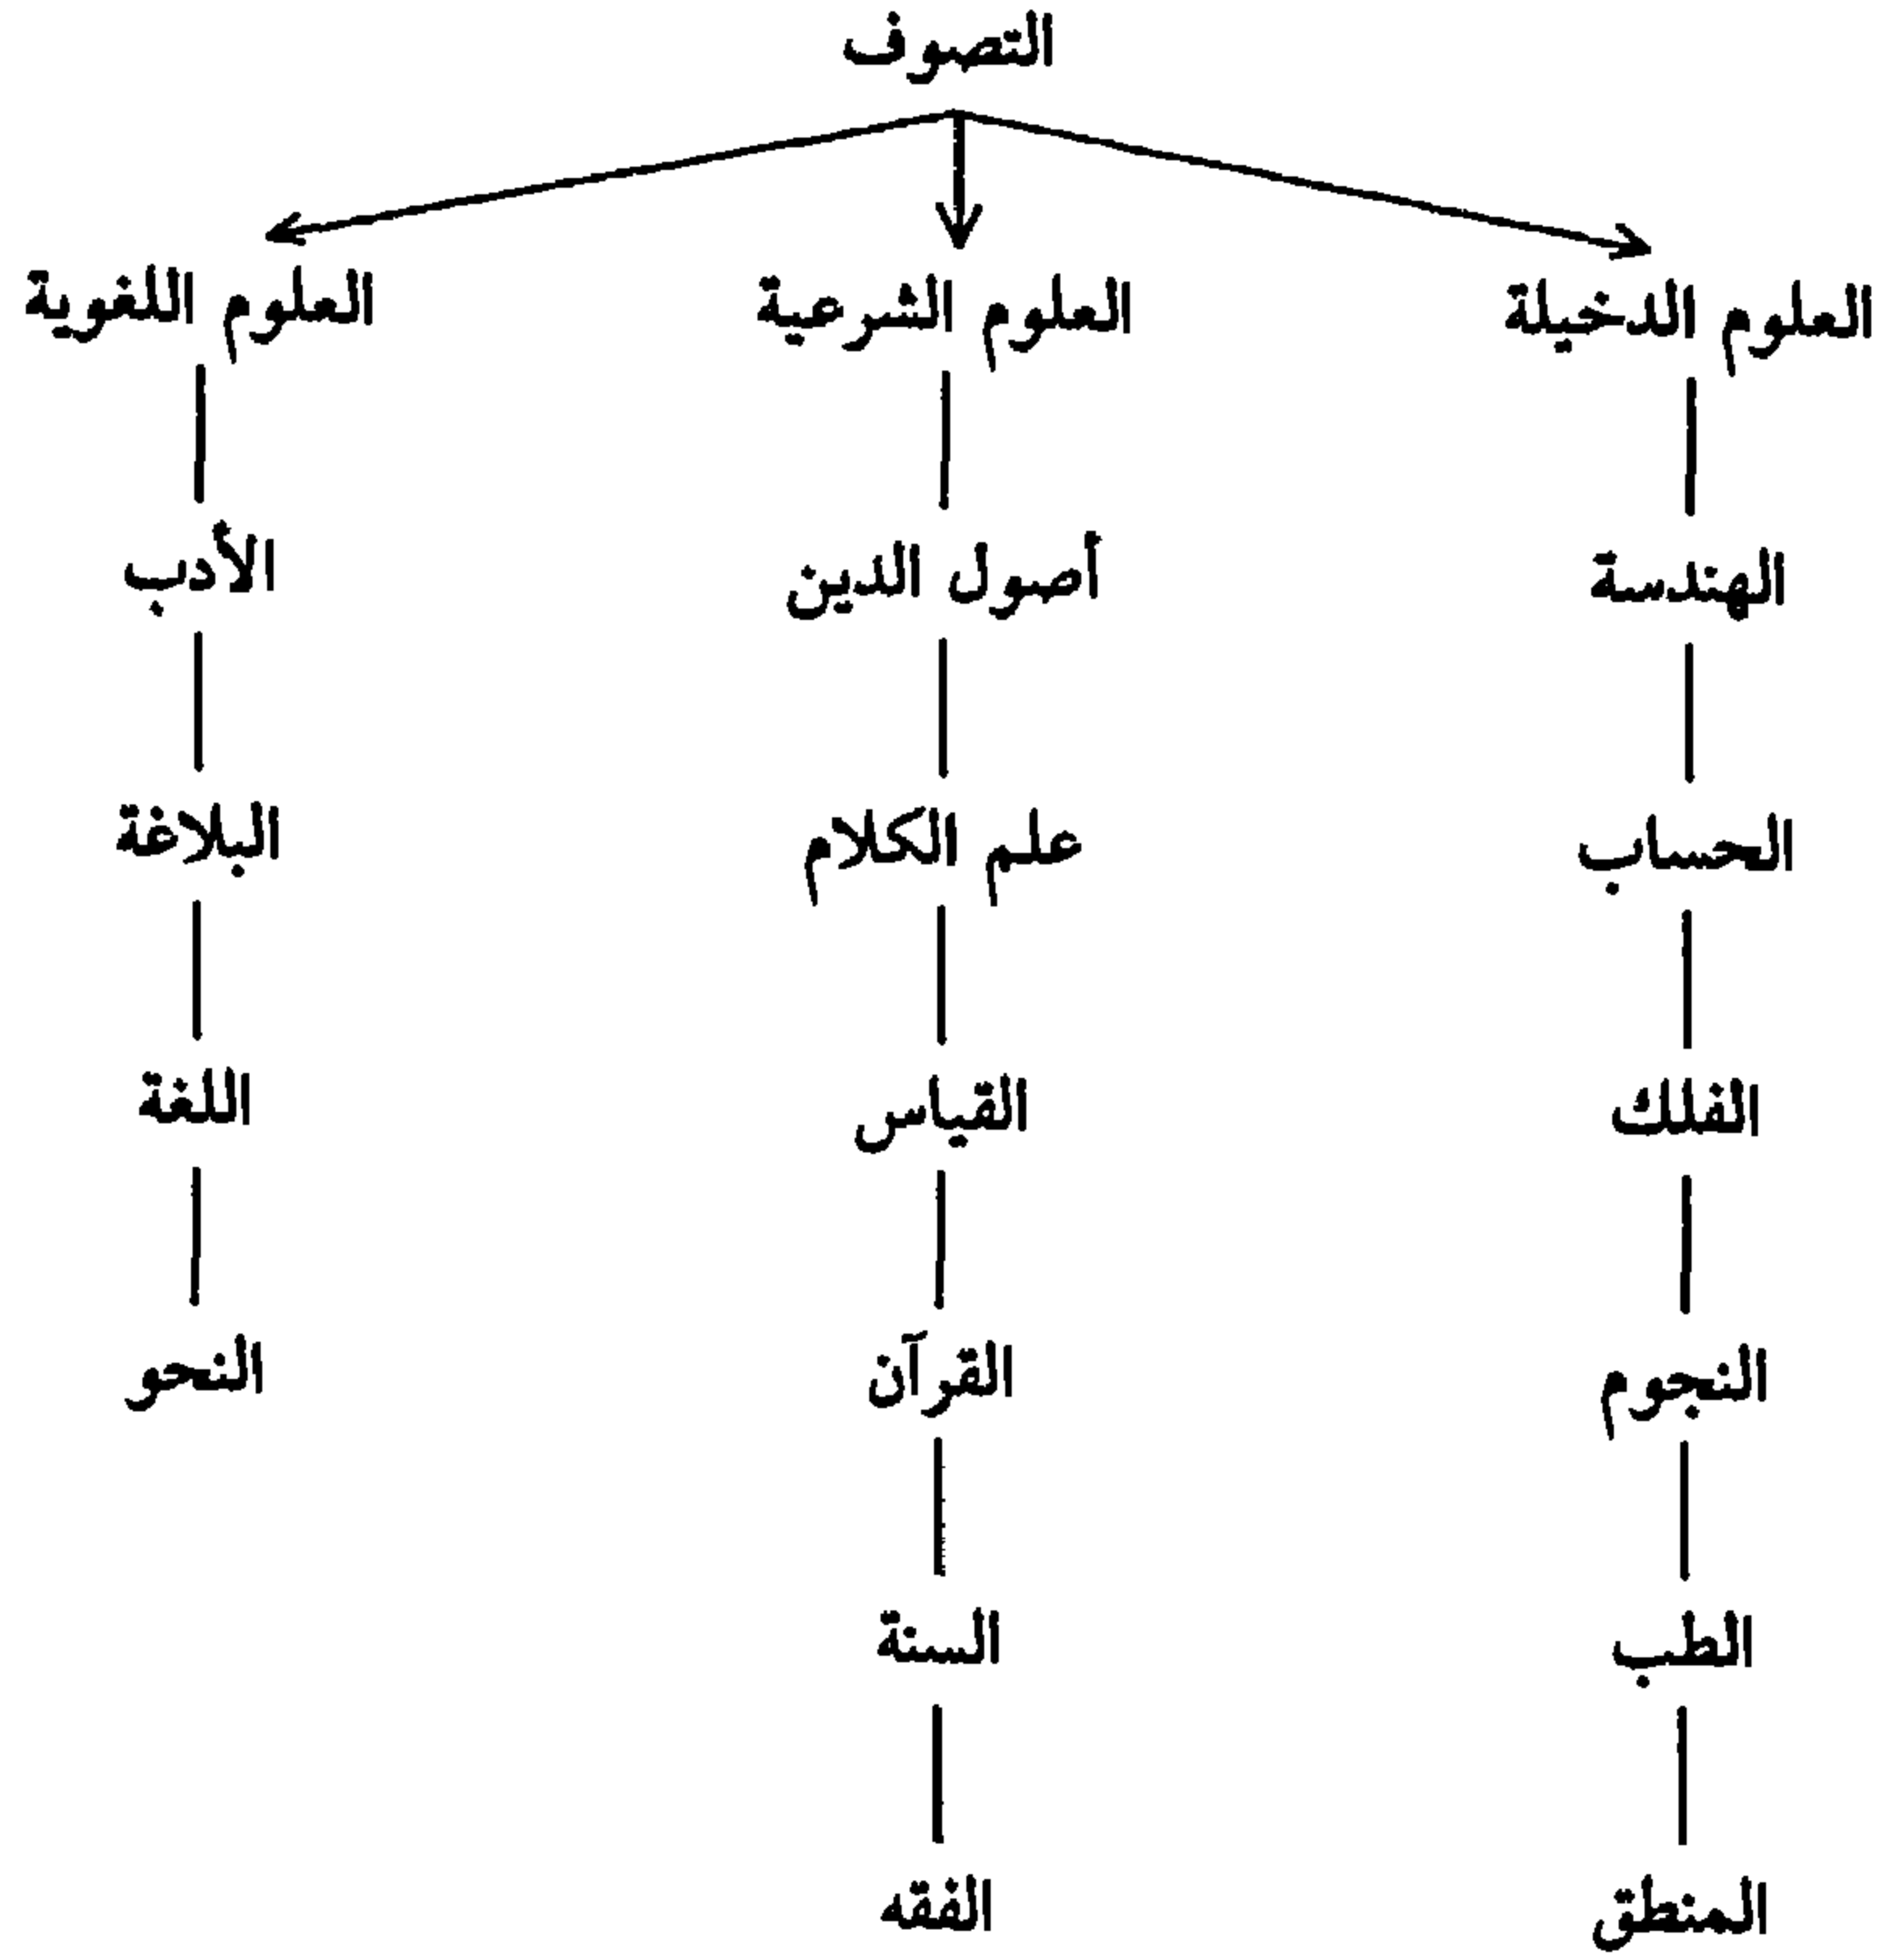 التصوف
العلوم الدخيلة
العلوم الشرعية
العلوم اللغوية
الهندسة
أصول الدين
الأدب
الحساب
علم الكلام
البلاغة
الفلك
القياس
اللغة
النجوم
القرآن
النحو
الطب
السنة
المنطق
الفقه